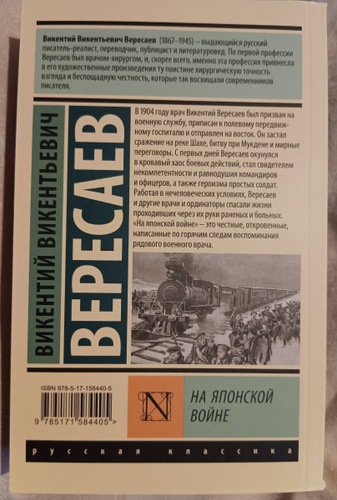 Викентий Викентьевич Вересаев (1867–1945) – выдающийся русский
писатель-реалист, переводчик, публицист и литературовед. По первой профессии
Вересаев был врачом-хирургом, и, скорее всего, именно эта профессия привнесла
в его художественные произведения ту поистине хирургическую точность
взгляда и беспощадную честность, которые так восхищали современников
писателя.
ВИКЕНТИЙ ВИКЕНТЬЕВИЧ
ВЕРЕСАЕВ
В 1904 году врач Викентий Вересаев был призван на
военную службу, приписан к полевому передвиж-
ному госпиталю и отправлен на восток. Он застал
сражение на реке Шахе, битву при Мукдене и мирные
переговоры. С первых дней Вересаев окунулся
в кровавый хаос боевых действий, стал свидетелем
некомпетентности и равнодушия командиров
и офицеров, а также героизма простых солдат.
Работая в нечеловеческих условиях, Вересаев
и другие врачи и ординаторы спасали жизни
проходивших через их руки раненых и больных.
«На японской войне» – это честные, откровенные,
написанные по горячим следам воспоминания
рядового военного врача.
ISBN 978-5-17-158440-5
9 785171 584405 >
N
НА ЯПОНСКОЙ
ВОЙНЕ
русская классика